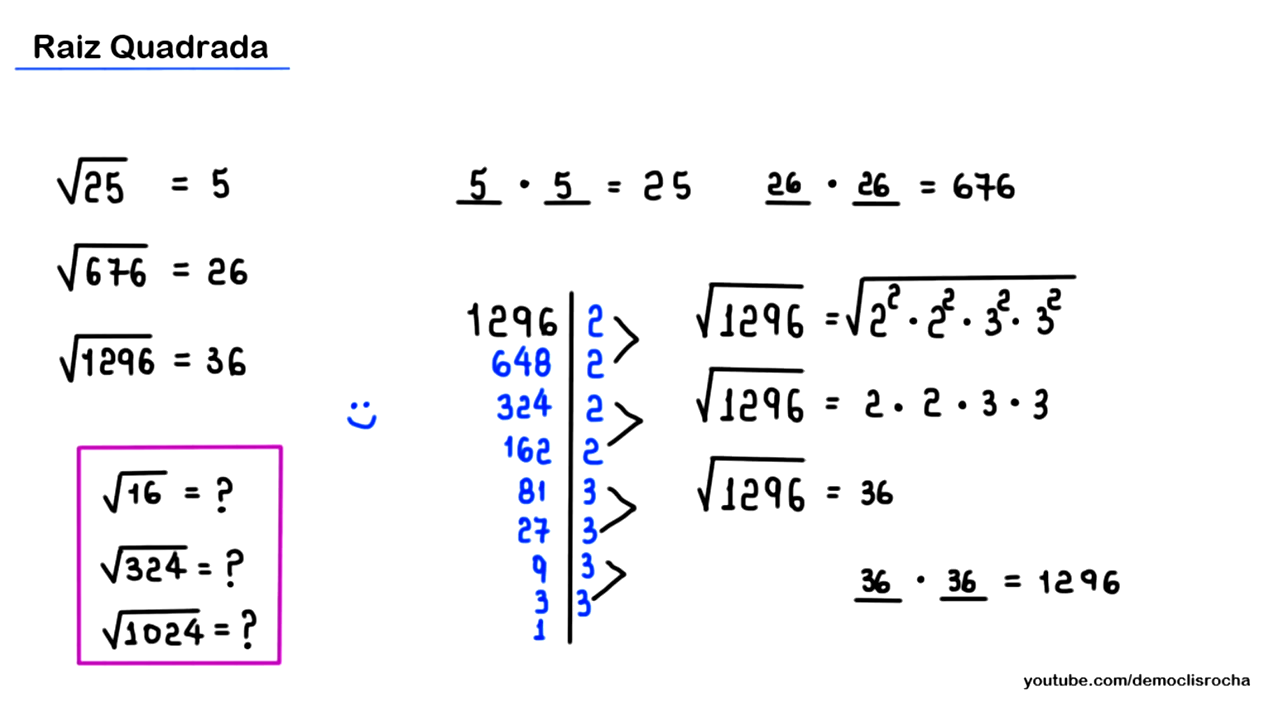 Raiz Quadrada
√25 = 5
√676 = 26
√1296 = 36
√16 = ?
√324 = ?
√1024 = ?
5 · 5 = 25
26 · 26 = 676
1296 | 2
648 | 2
324 | 2
162 | 2
81 | 3
27 | 3
9 | 3
3 | 3
1
√1296 = √2² · 2² · 3² · 3²
√1296 = 2 · 2 · 3 · 3
√1296 = 36
36 · 36 = 1296
youtube.com/democlisrocha